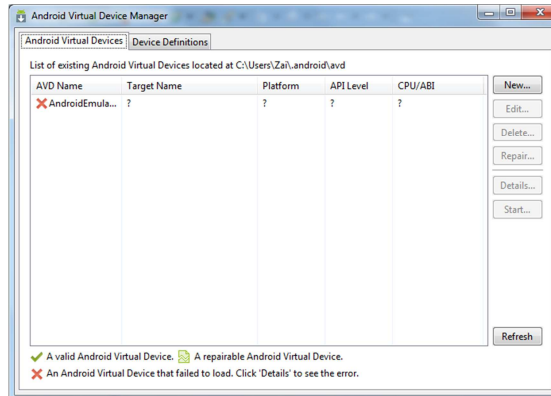 Android Virtual Device Manager
Android Virtual Devices Device Definitions
List of existing Android Virtual Devices located at C:\Users\Zai\.android\avd
AVD Name Target Name Platform API Level CPU/ABI
AndroidEmula... ? ? ? ?
New...
Edit...
Delete...
Repair...
Details...
Start...
Refresh
A valid Android Virtual Device. A repairable Android Virtual Device.
An Android Virtual Device that failed to load. Click 'Details' to see the error.